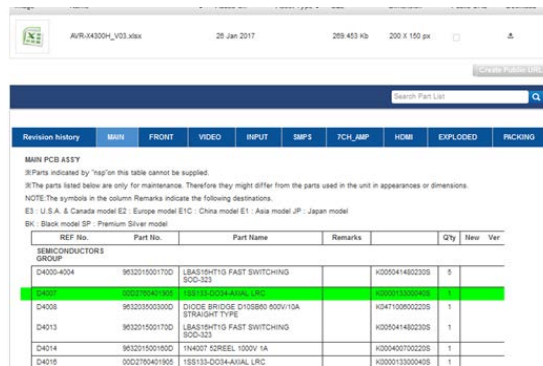 AVR-X4300H_V03.xlsx 26 Jan 2017 269.453 Kb 200 X 150 px
Create Public URL
Search Part List
Revision history MAIN FRONT VIDEO INPUT SMPS 7CH_AMP HDMI EXPLODED PACKING
MAIN PCB ASS'Y
※Parts indicated by "nsp"on this table cannot be supplied.
※The parts listed below are only for maintenance. Therefore they might differ from the parts used in the unit in appearances or dimensions.
NOTE:The symbols in the column Remarks indicate the following destinations.
E3 : U.S.A. & Canada model E2 : Europe model E1C : China model E1 : Asia model JP : Japan model
BK : Black model SP : Premium Silver model
REF No. Part No. Part Name Remarks Q'ty New Ver
SEMICONDUCTORS
GROUP
D4000-4004 963201500170D LBAS16HT1G FAST SWITCHING K005041480230S 5
SOD-323
D4007 00D2760401905 1SS133-DO34-AXIAL LRC K000013300040S 1
D4008 963203500300D DIODE BRIDGE D10SB60 600V/10A K047100600220S 1
STRAIGHT TYPE
D4013 963201500170D LBAS16HT1G FAST SWITCHING K005041480230S 1
SOD-323
D4014 963201500160D 1N4007 52REEL 1000V 1A K000400700220S 1
D4016 00D2760401905 1SS133-DO34-AXIAL LRC K000013300040S 1